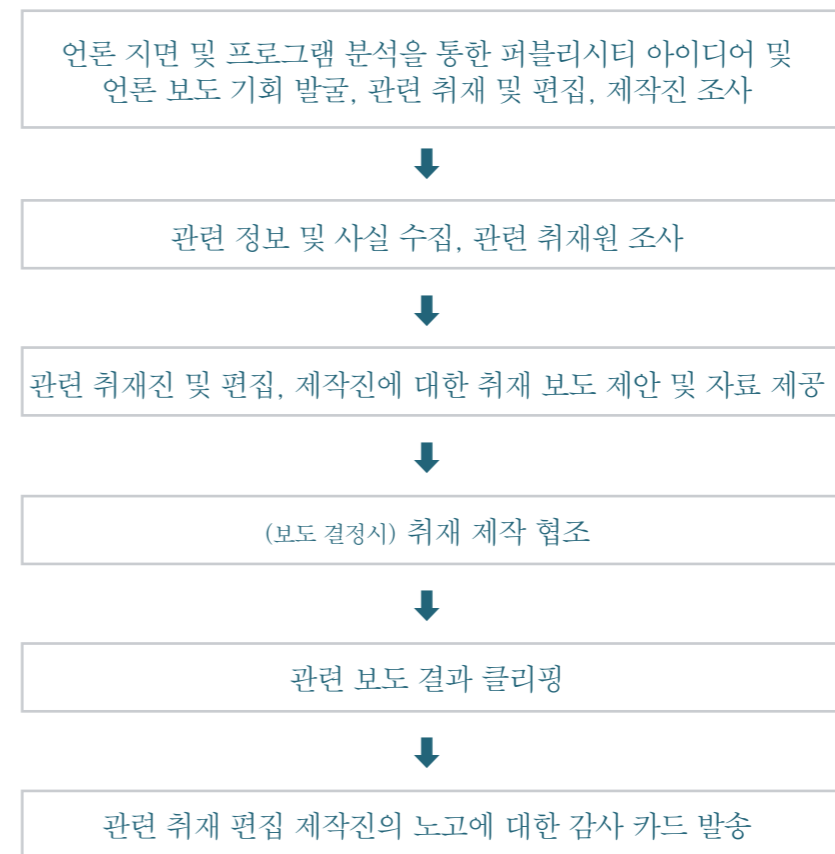 언론 지면 및 프로그램 분석을 통한 퍼블리시티 아이디어 및
언론 보도 기회 발굴, 관련 취재 및 편집, 제작진 조사
관련 정보 및 사실 수집, 관련 취재원 조사
관련 취재진 및 편집, 제작진에 대한 취재 보도 제안 및 자료 제공
(보도 결정시) 취재 제작 협조
관련 보도 결과 클리핑
관련 취재 편집 제작진의 노고에 대한 감사 카드 발송